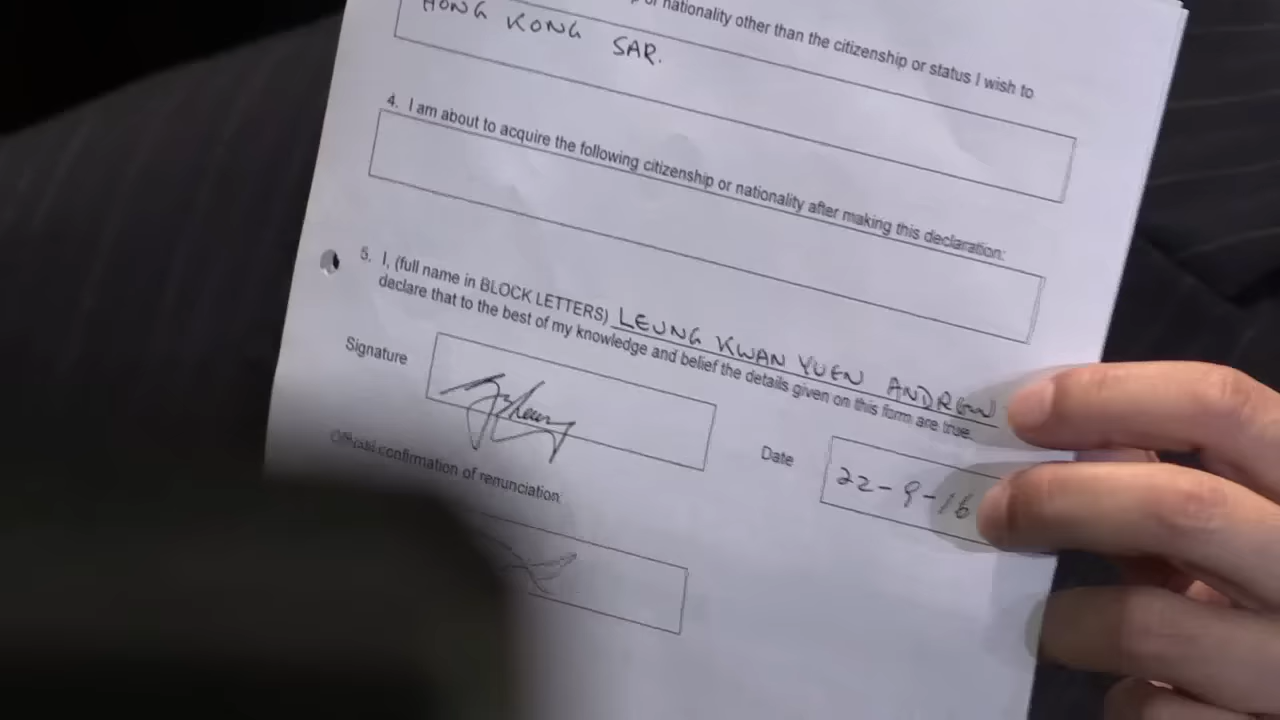 or nationality other than the citizenship or status I wish to
HONG KONG SAR.
4. I am about to acquire the following citizenship or nationality after making this declaration:
5. I, (full name in BLOCK LETTERS) LEUNG KWAN YUEN ANDREW
declare that to the best of my knowledge and belief the details given on this form are true.
Signature
Date
22-9-16
confirmation of renunciation